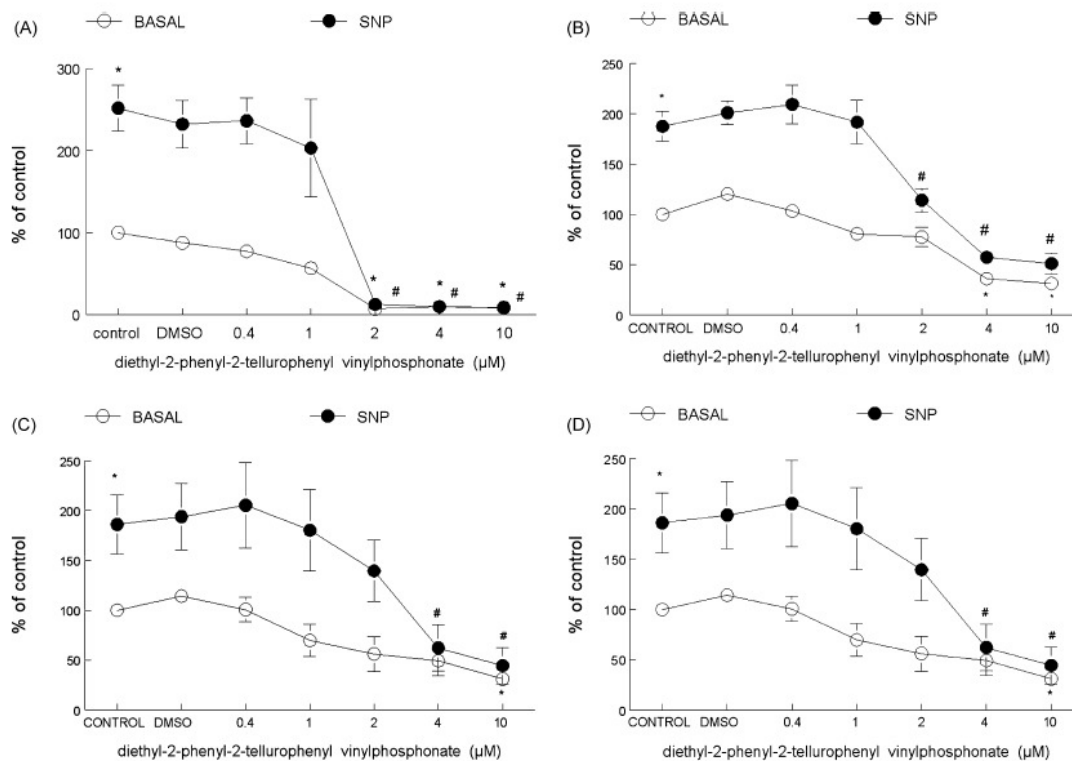 (A)
BASAL SNP
*
300
200
100
0
% of control
* * *
# # #
control DMSO 0.4 1 2 4 10
diethyl-2-phenyl-2-tellurophenyl vinylphosphonate (µM)
(B)
BASAL SNP
250
200
150
100
50
0
% of control
*
# # #
* *
CONTROL DMSO 0.4 1 2 4 10
diethyl-2-phenyl-2-tellurophenyl vinylphosphonate (µM)
(C)
BASAL SNP
250
200
150
100
50
0
% of control
*
# #
*
CONTROL DMSO 0.4 1 2 4 10
diethyl-2-phenyl-2-tellurophenyl vinylphosphonate (µM)
(D)
BASAL SNP
250
200
150
100
50
0
% of control
*
# #
*
CONTROL DMSO 0.4 1 2 4 10
diethyl-2-phenyl-2-tellurophenyl vinylphosphonate (µM)